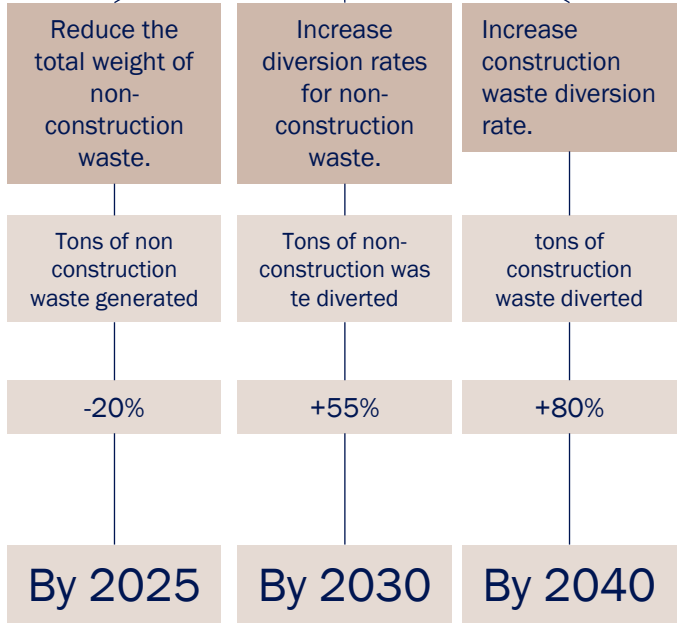 Reduce the
total weight of
non-
construction
waste.
Increase
diversion rates
for non-
construction
waste.
Increase
construction
waste diversion
rate.
Tons of non
construction
waste generated
Tons of non-
construction was
te diverted
tons of
construction
waste diverted
-20%
+55%
+80%
By 2025
By 2030
By 2040